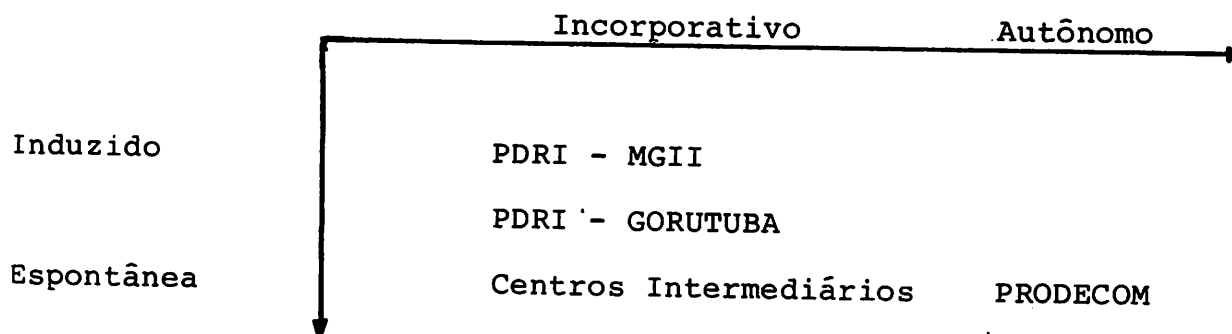 Incorporativo Autônomo
Induzido PDRI - MGII
PDRI - GORUTUBA
Espontânea Centros Intermediários PRODECOM